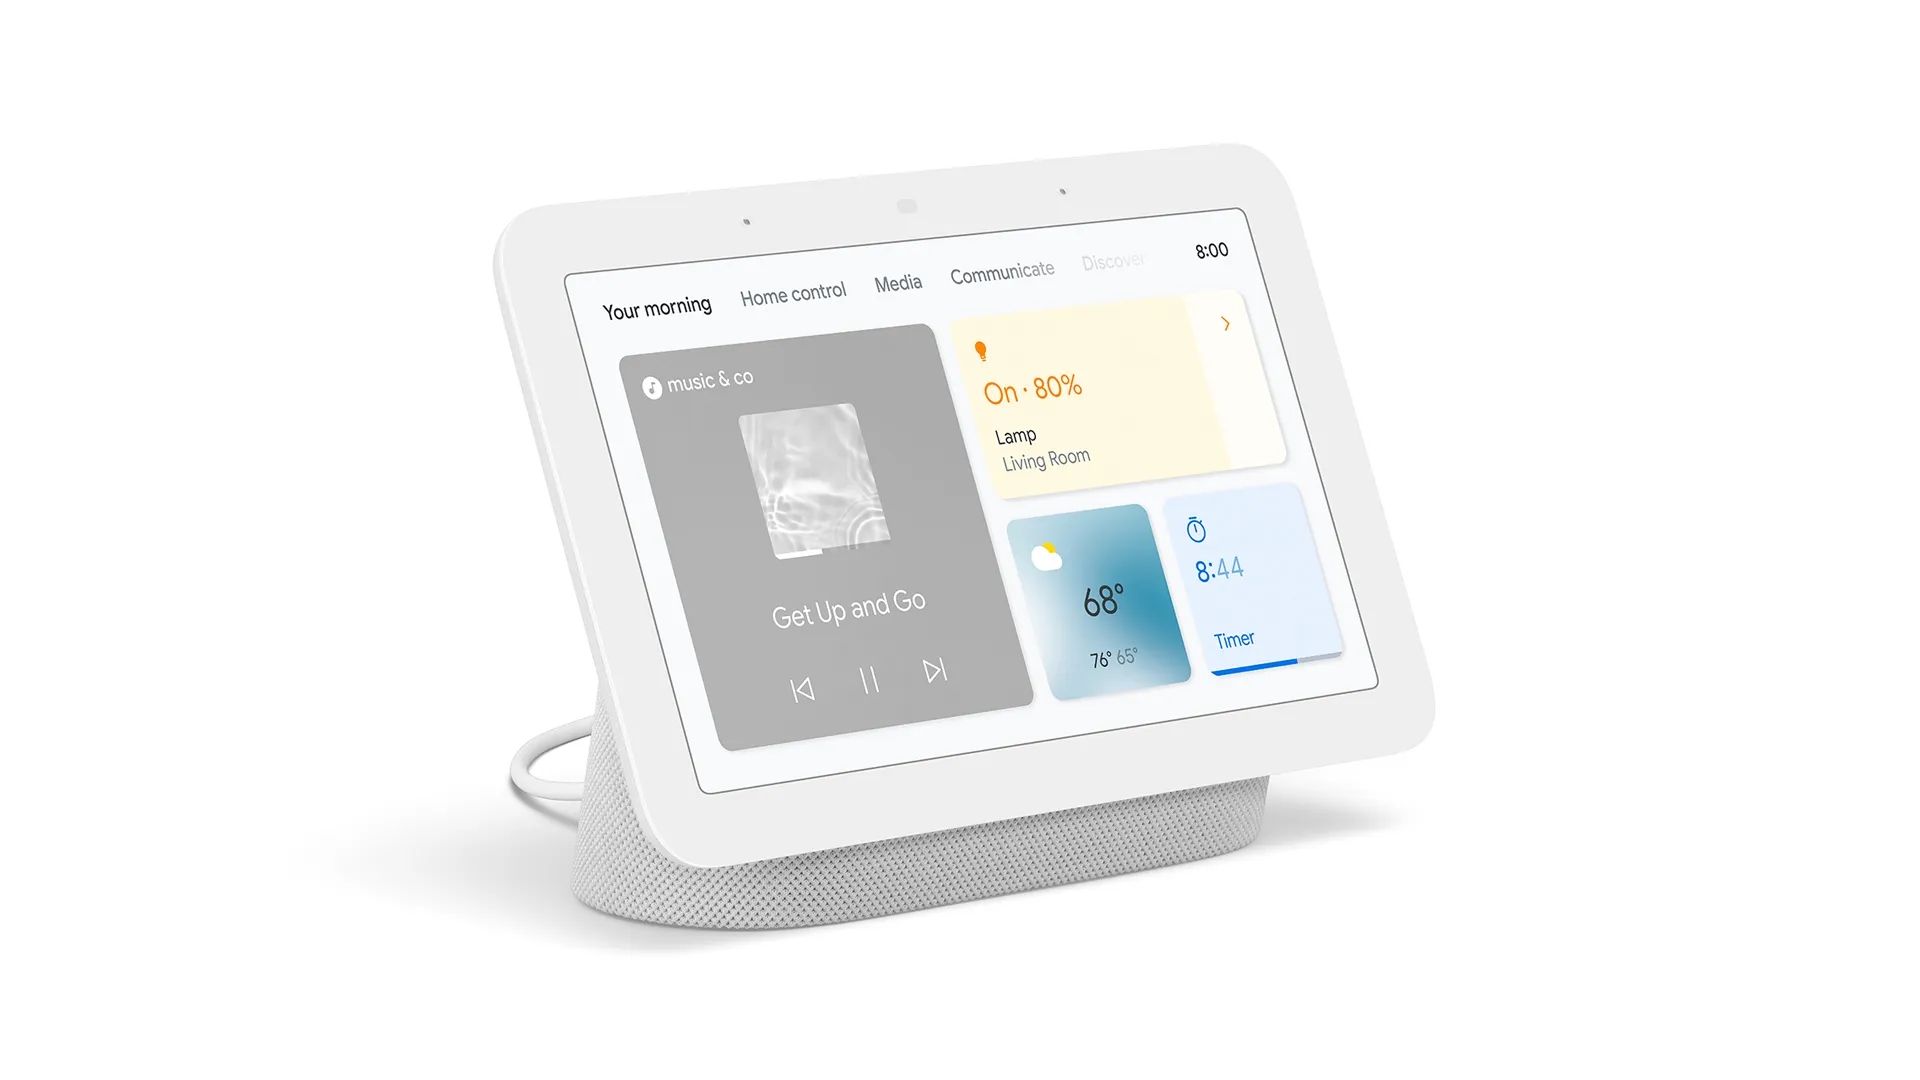 Your morning
Home control
Media
Communicate
Discover
8:00
music & co
Get Up and Go
On · 80%
Lamp
Living Room
68°
76° 65°
8:44
Timer